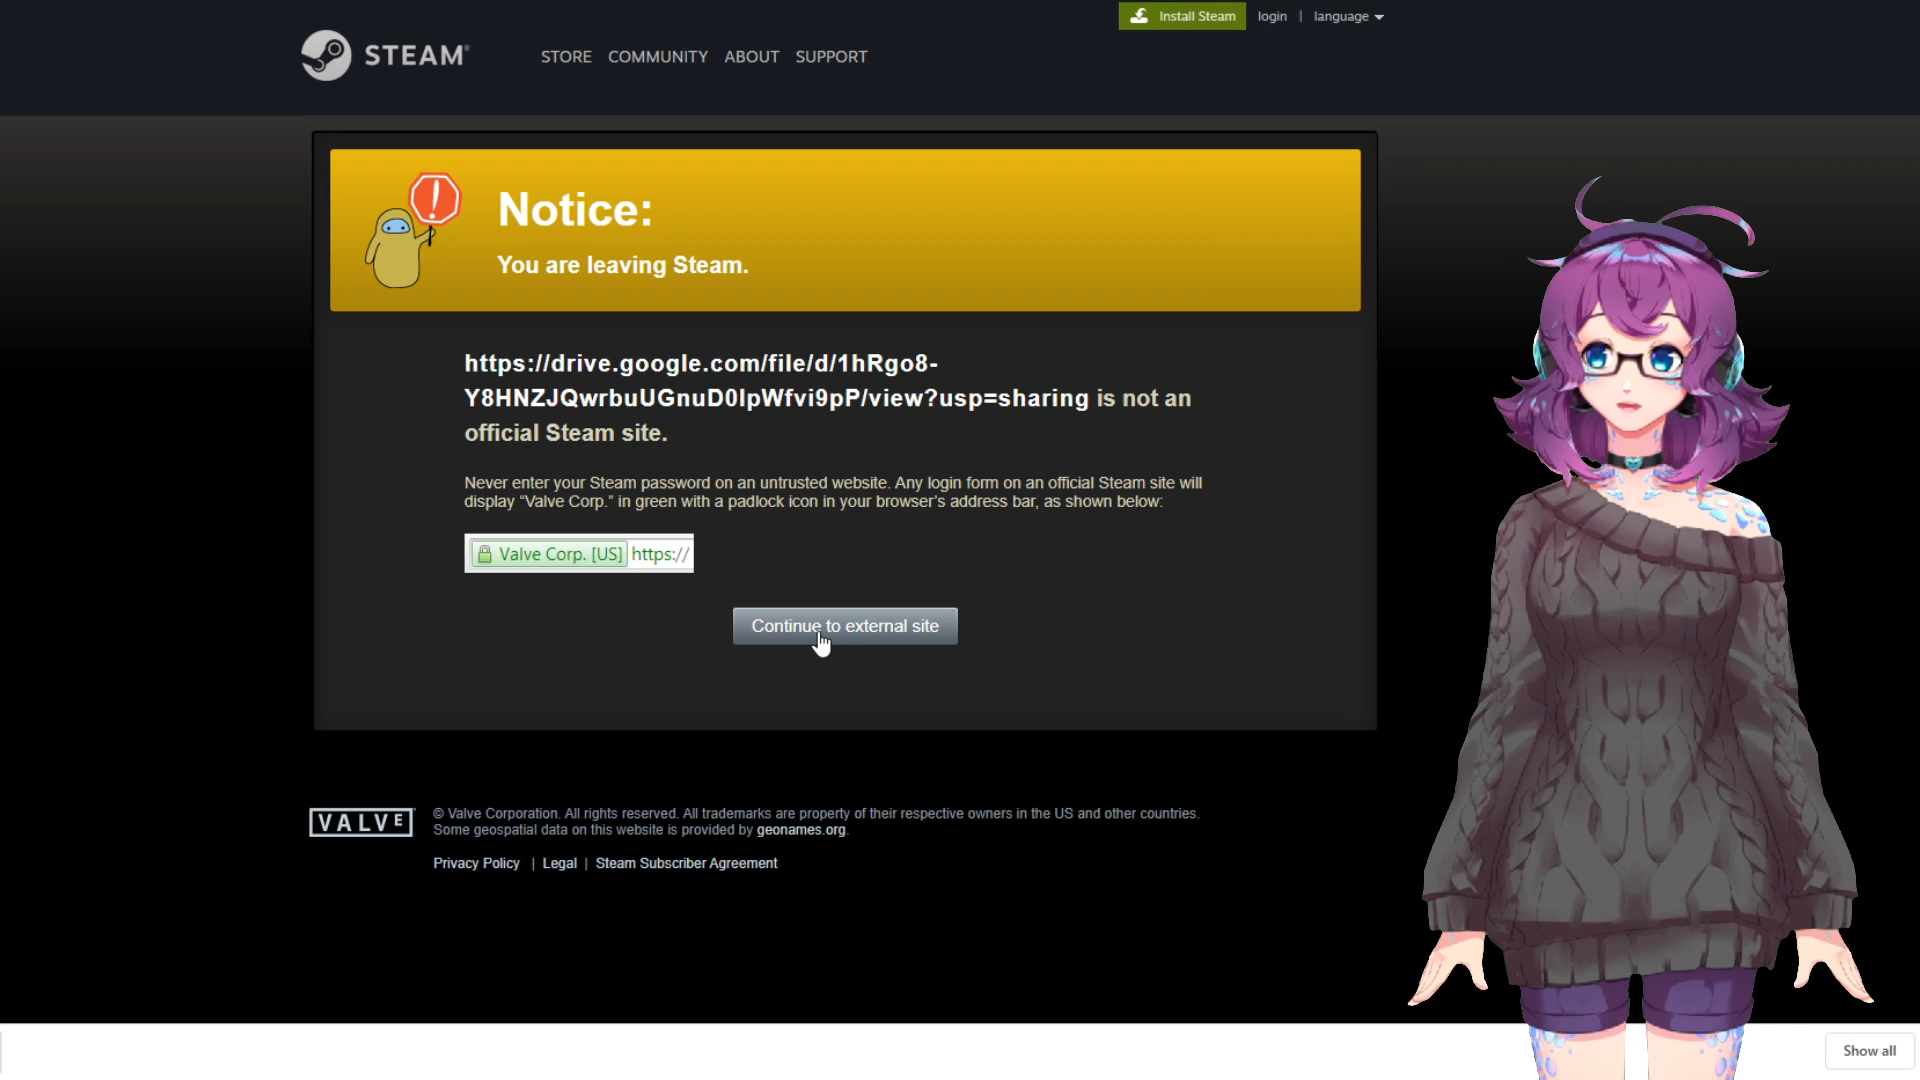 Install Steam login | language
STEAM®
STORE COMMUNITY ABOUT SUPPORT
Notice:
You are leaving Steam.
https://drive.google.com/file/d/1hRgo8-
Y8HNZJQwrbuUGnuD0lpWfvi9pP/view?usp=sharing is not an
official Steam site.
Never enter your Steam password on an untrusted website. Any login form on an official Steam site will
display “Valve Corp.” in green with a padlock icon in your browser’s address bar, as shown below:
Valve Corp. [US] https://
Continue to external site
VALVE
© Valve Corporation. All rights reserved. All trademarks are property of their respective owners in the US and other countries.
Some geospatial data on this website is provided by geonames.org.
Privacy Policy | Legal | Steam Subscriber Agreement
Show all